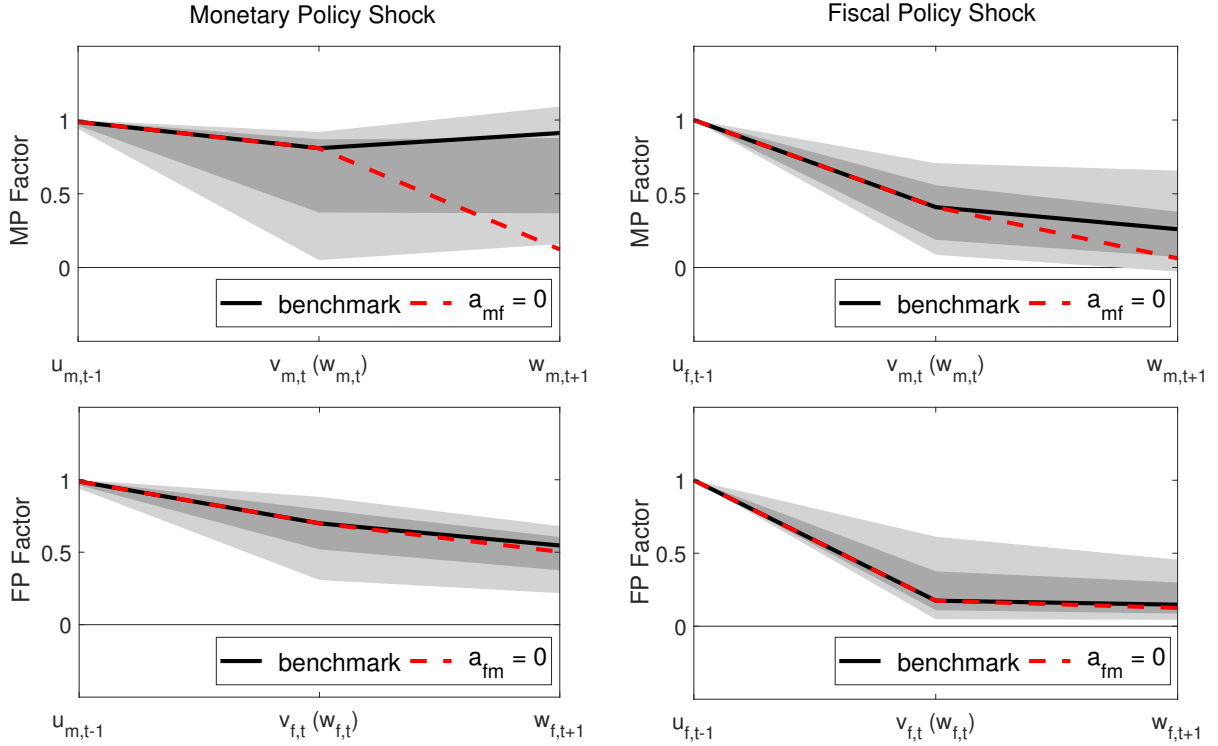 Monetary Policy Shock
Fiscal Policy Shock
MP Factor
1
0.5
0
benchmark a_mf = 0
u_m,t-1 v_m,t (w_m,t) w_m,t+1
MP Factor
1
0.5
0
benchmark a_mf = 0
u_f,t-1 v_m,t (w_m,t) w_m,t+1
FP Factor
1
0.5
0
benchmark a_fm = 0
u_m,t-1 v_f,t (w_f,t) w_f,t+1
FP Factor
1
0.5
0
benchmark a_fm = 0
u_f,t-1 v_f,t (w_f,t) w_f,t+1